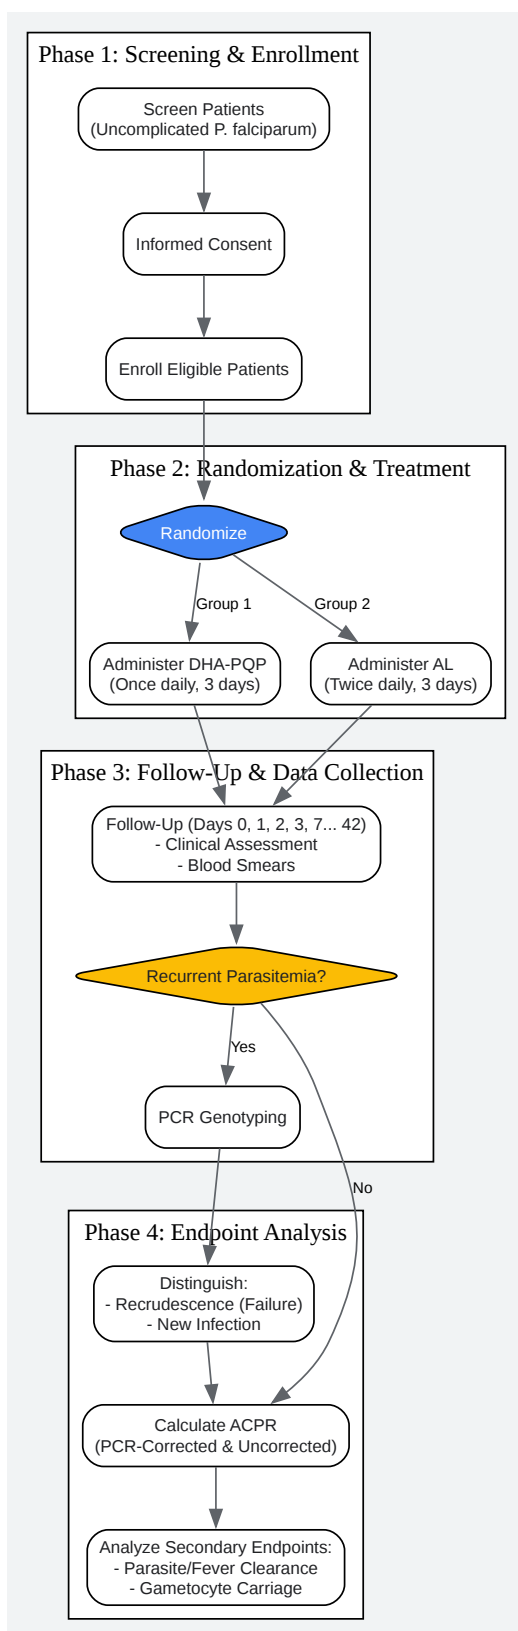 Phase 1: Screening & Enrollment
Screen Patients
(Uncomplicated P. falciparum)
Informed Consent
Enroll Eligible Patients
Phase 2: Randomization & Treatment
Randomize
Group 1
Group 2
Administer DHA-PQP
(Once daily, 3 days)
Administer AL
(Twice daily, 3 days)
Phase 3: Follow-Up & Data Collection
Follow-Up (Days 0, 1, 2, 3, 7... 42)
- Clinical Assessment
- Blood Smears
Recurrent Parasitemia?
Yes
PCR Genotyping
No
Phase 4: Endpoint Analysis
Distinguish:
- Recrudescence (Failure)
- New Infection
Calculate ACPR
(PCR-Corrected & Uncorrected)
Analyze Secondary Endpoints:
- Parasite/Fever Clearance
- Gametocyte Carriage